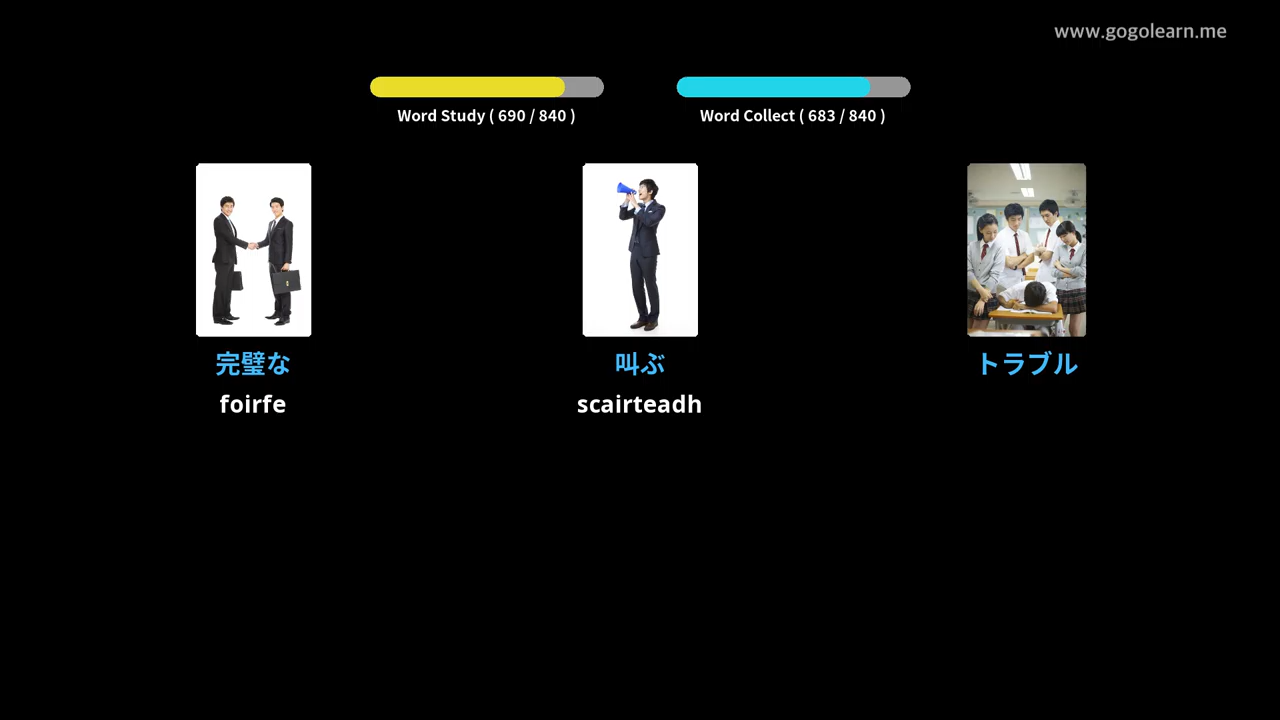 www.gogolearn.me
Word Study ( 690 / 840 )
Word Collect ( 683 / 840 )
完璧な
叫ぶ
トラブル
foirfe
scairteadh